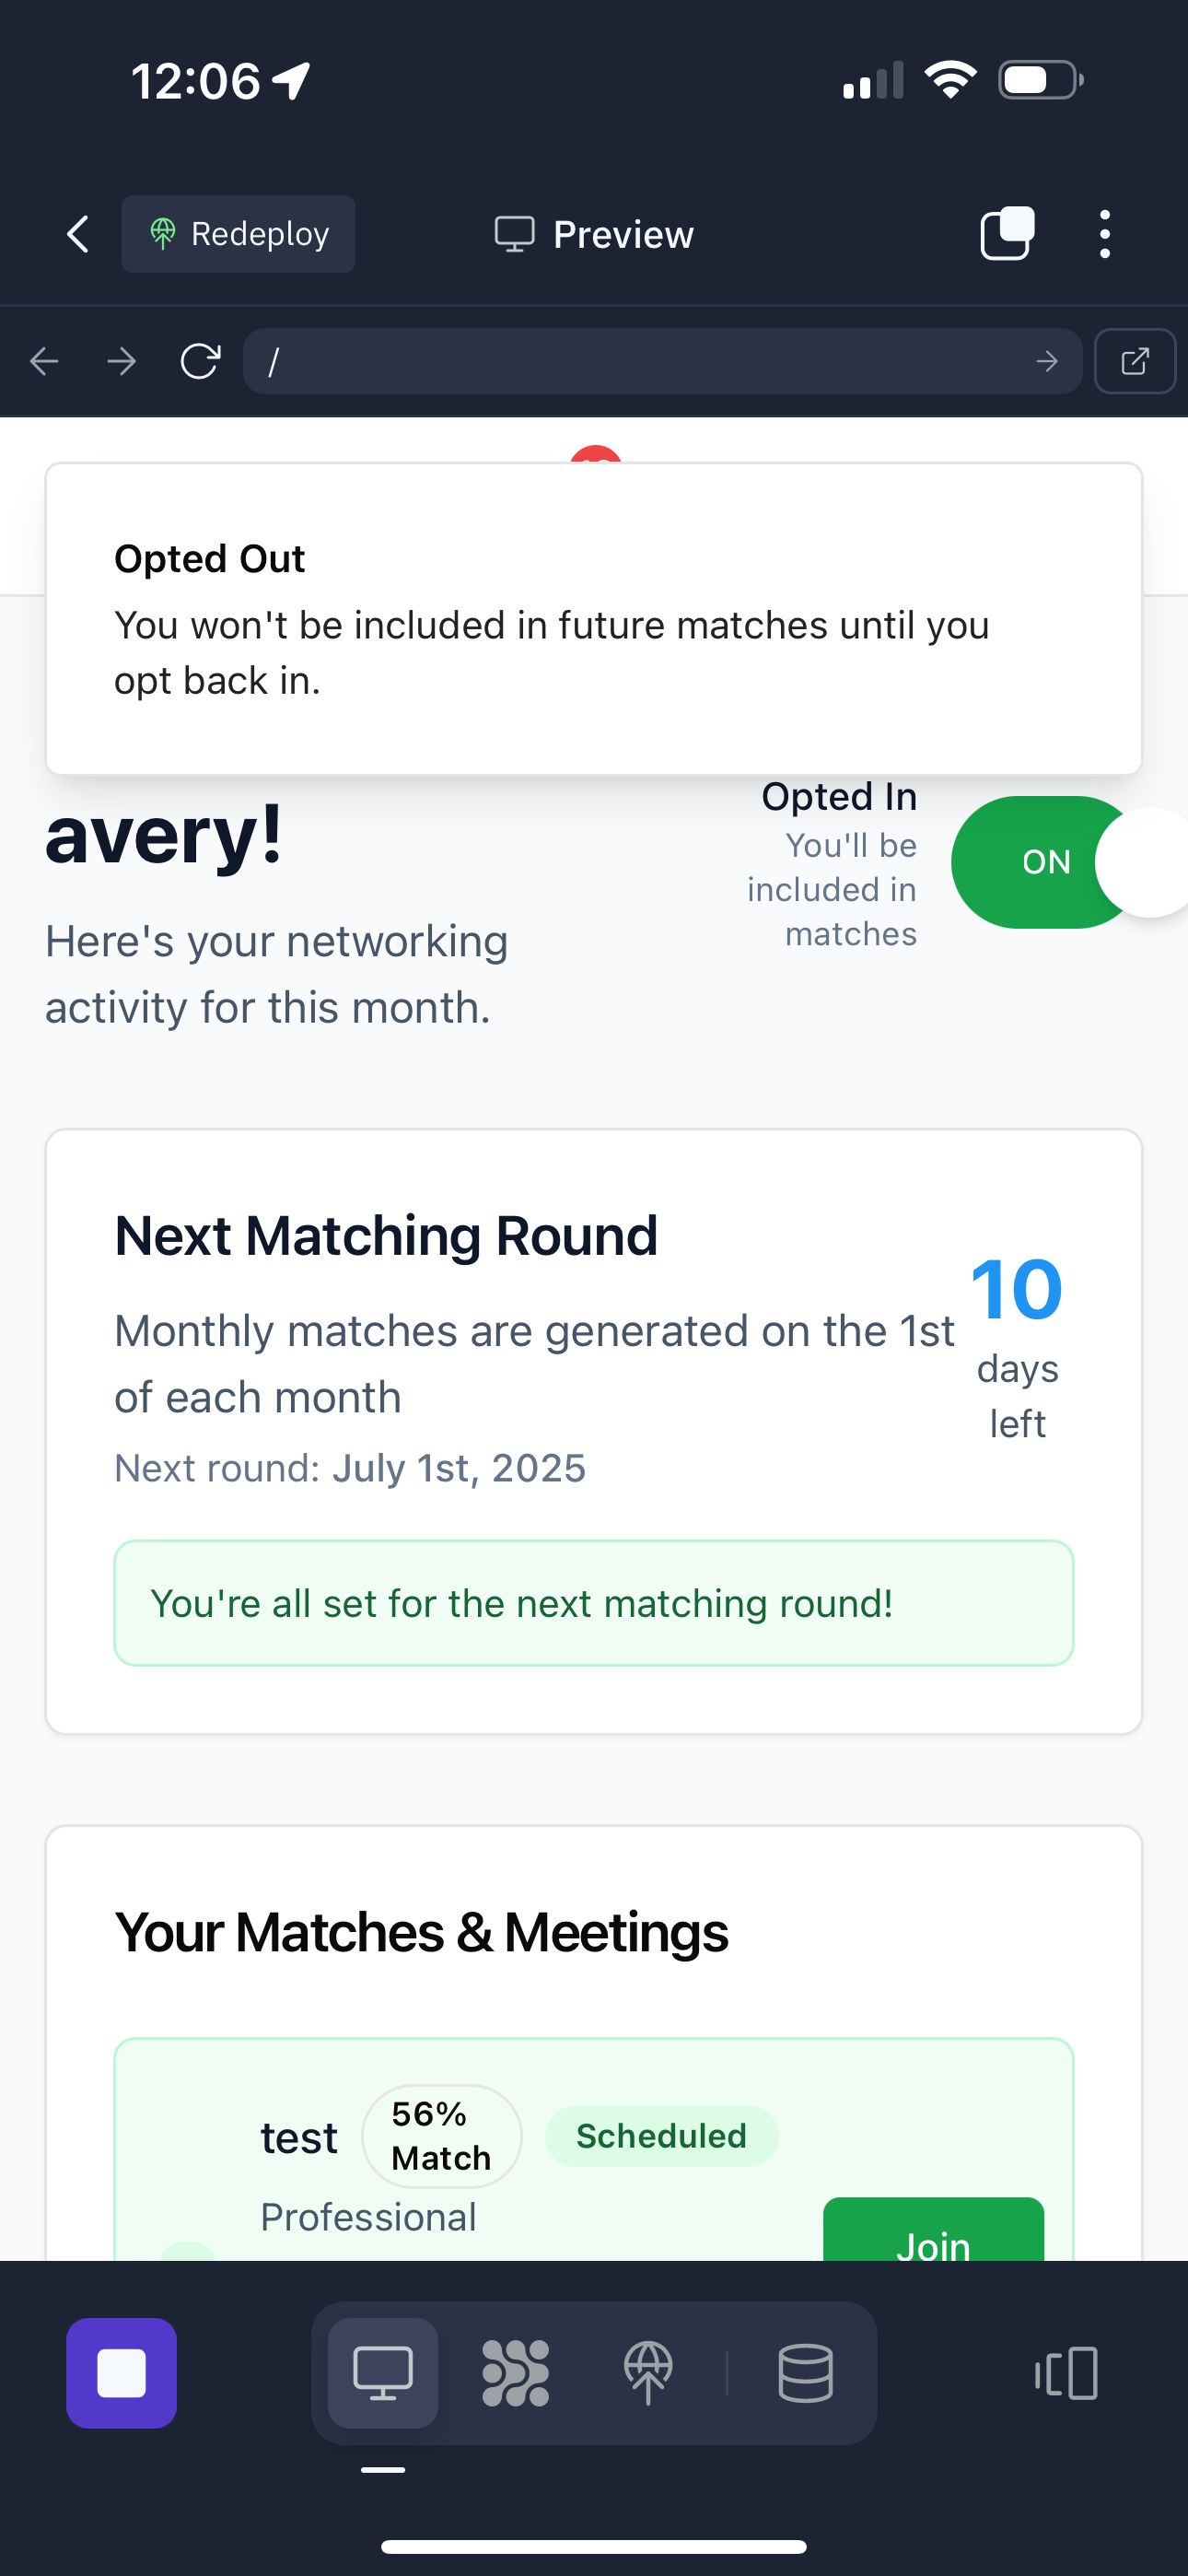 12:06
Redeploy
Preview
/
Opted Out
You won't be included in future matches until you
opt back in.
avery!
Opted In
You'll be
included in
matches
ON
Here's your networking
activity for this month.
Next Matching Round
Monthly matches are generated on the 1st
of each month
Next round: July 1st, 2025
10
days
left
You're all set for the next matching round!
Your Matches & Meetings
test
56%
Match
Scheduled
Professional
Join